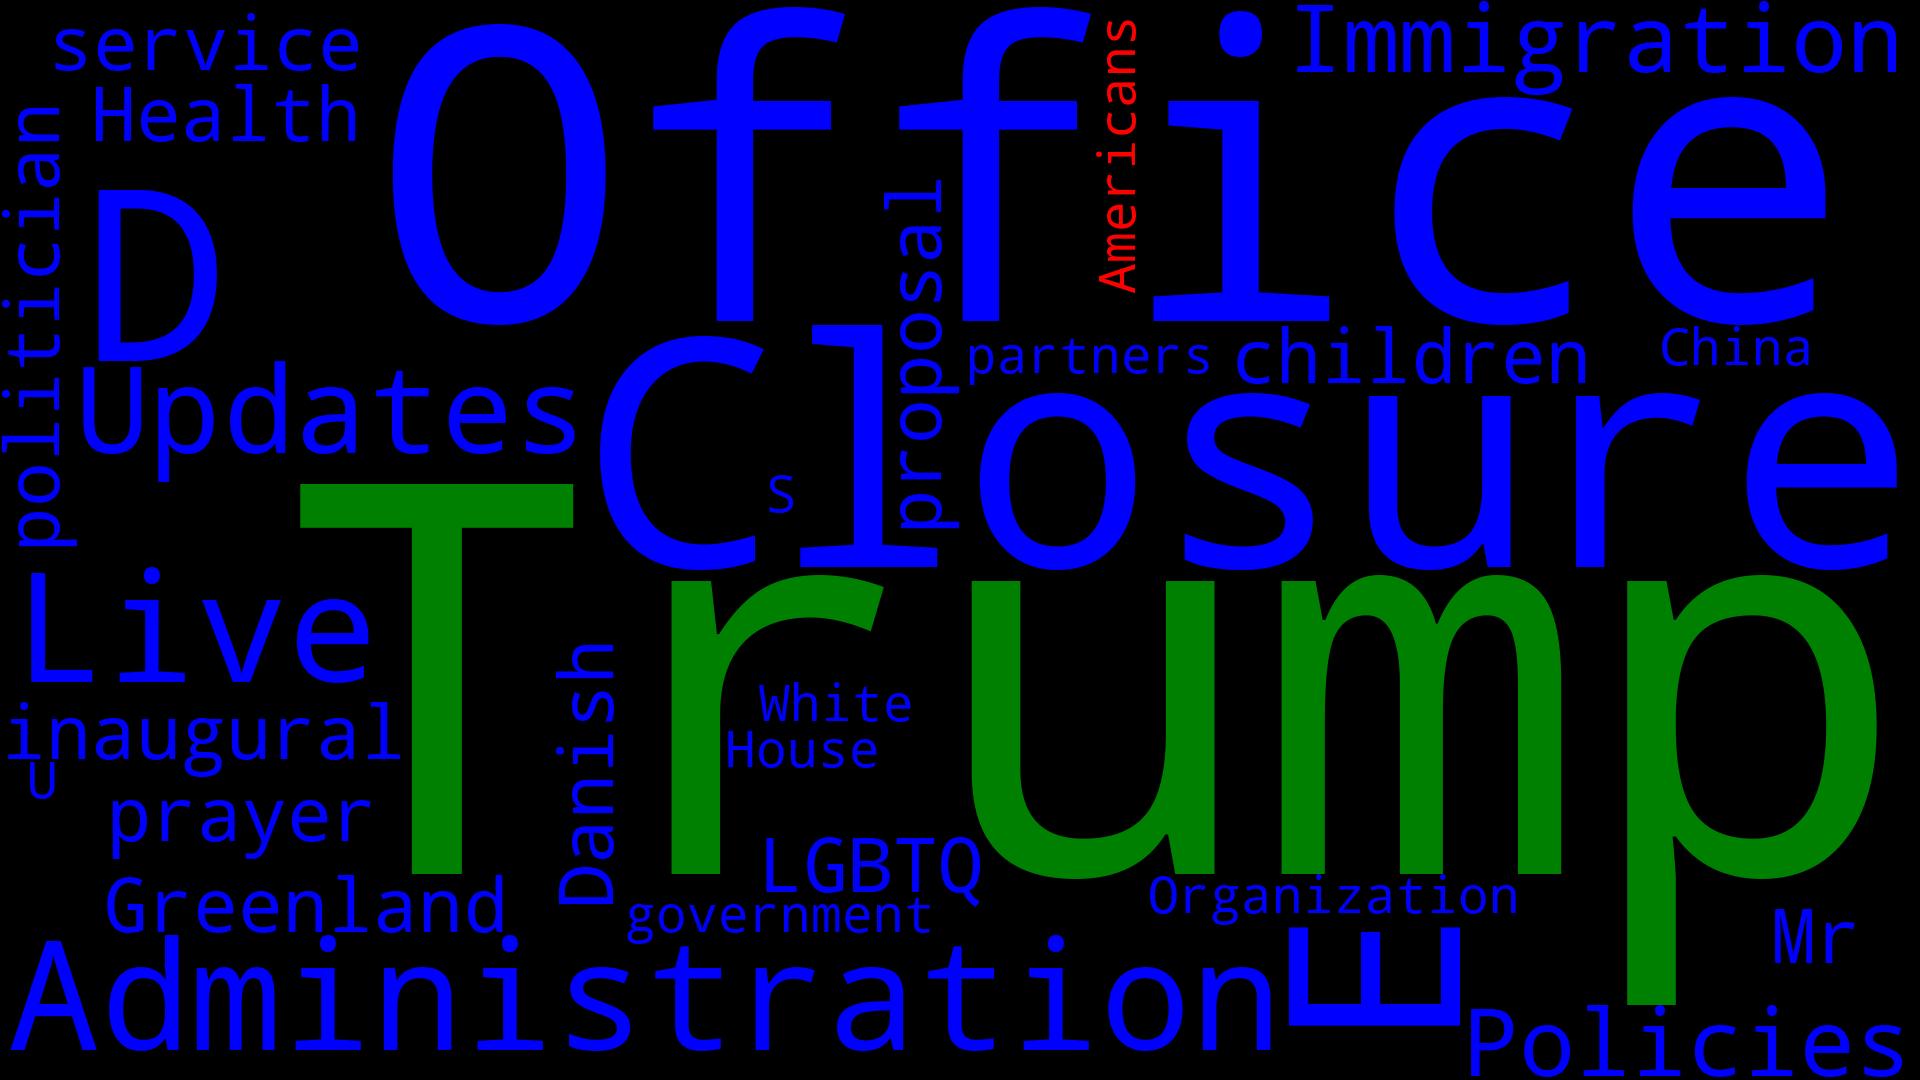 service
Office
Immigration
Americans
Health
politician
D
proposal
partners
children
China
Updates
Closure
S
Trump
Live
Danish
White
House
inaugural
U
prayer
LGBTQ
Greenland
government
Organization
Mr
Administration
E
Policies